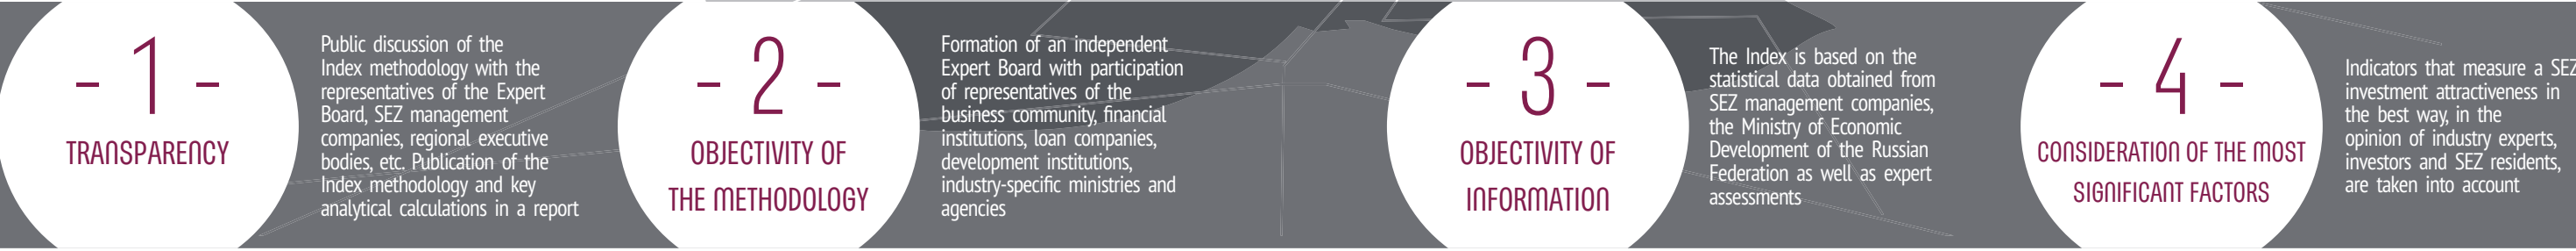 - 1 -
TRANSPARENCY
Public discussion of the
Index methodology with the
representatives of the Expert
Board, SEZ management
companies, regional executive
bodies, etc. Publication of the
Index methodology and key
analytical calculations in a report
- 2 -
OBJECTIVITY OF
THE METHODOLOGY
Formation of an independent
Expert Board with participation
of representatives of the
business community, financial
institutions, loan companies,
development institutions,
industry-specific ministries and
agencies
- 3 -
OBJECTIVITY OF
INFORMATION
The Index is based on the
statistical data obtained from
SEZ management companies,
the Ministry of Economic
Development of the Russian
Federation as well as expert
assessments
- 4 -
CONSIDERATION OF THE MOST
SIGNIFICANT FACTORS
Indicators that measure a SEZ
investment attractiveness in
the best way, in the
opinion of industry experts,
investors and SEZ residents,
are taken into account